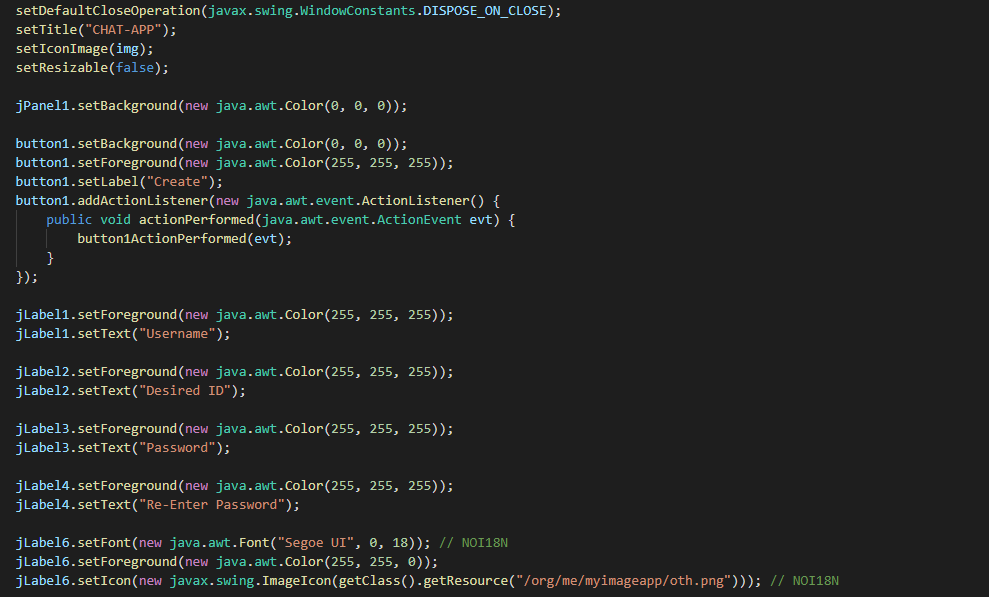 setDefaultCloseOperation(javax.swing.WindowConstants.DISPOSE_ON_CLOSE);
setTitle("CHAT-APP");
setIconImage(img);
setResizable(false);
jPanel1.setBackground(new java.awt.Color(0, 0, 0));
button1.setBackground(new java.awt.Color(0, 0, 0));
button1.setForeground(new java.awt.Color(255, 255, 255));
button1.setLabel("Create");
button1.addActionListener(new java.awt.event.ActionListener() {
public void actionPerformed(java.awt.event.ActionEvent evt) {
button1ActionPerformed(evt);
}
});
jLabel1.setForeground(new java.awt.Color(255, 255, 255));
jLabel1.setText("Username");
jLabel2.setForeground(new java.awt.Color(255, 255, 255));
jLabel2.setText("Desired ID");
jLabel3.setForeground(new java.awt.Color(255, 255, 255));
jLabel3.setText("Password");
jLabel4.setForeground(new java.awt.Color(255, 255, 255));
jLabel4.setText("Re-Enter Password");
jLabel6.setFont(new java.awt.Font("Segoe UI", 0, 18)); // NOI18N
jLabel6.setForeground(new java.awt.Color(255, 255, 0));
jLabel6.setIcon(new javax.swing.ImageIcon(getClass().getResource("/org/me/myimageapp/oth.png"))); // NOI18N